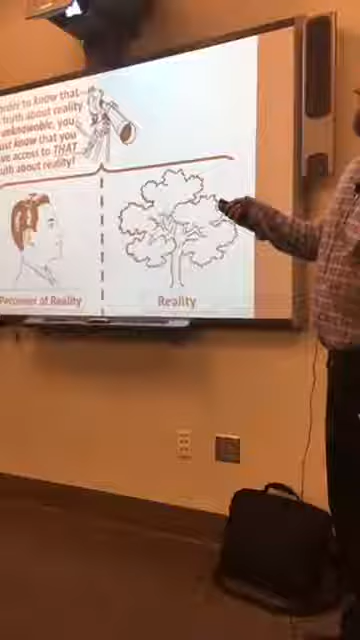 order to know that
truth about reality
unknowable, you
ust know that you
ve access to THAT
uth about reality!
Perceiver of Reality
Reality